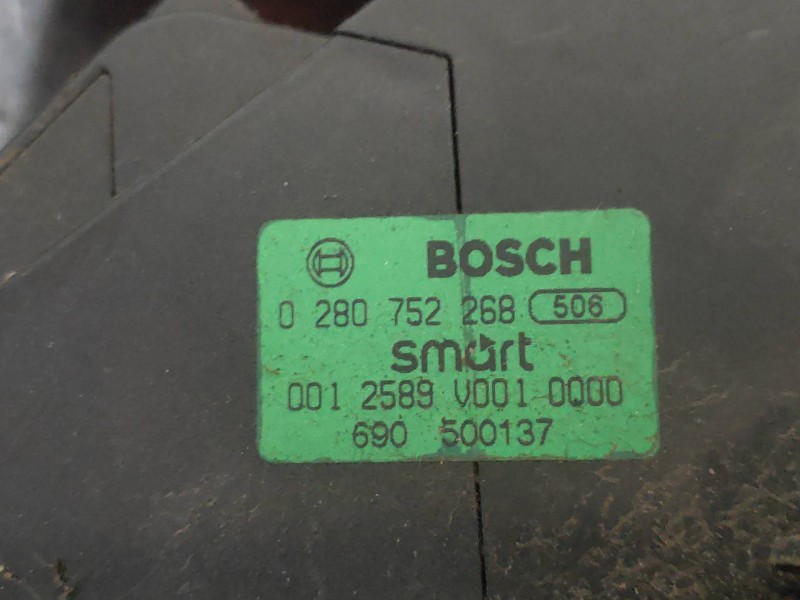 BOSCH
0 280 752 268 506
smart
001 2589 V001 0000
690 500137